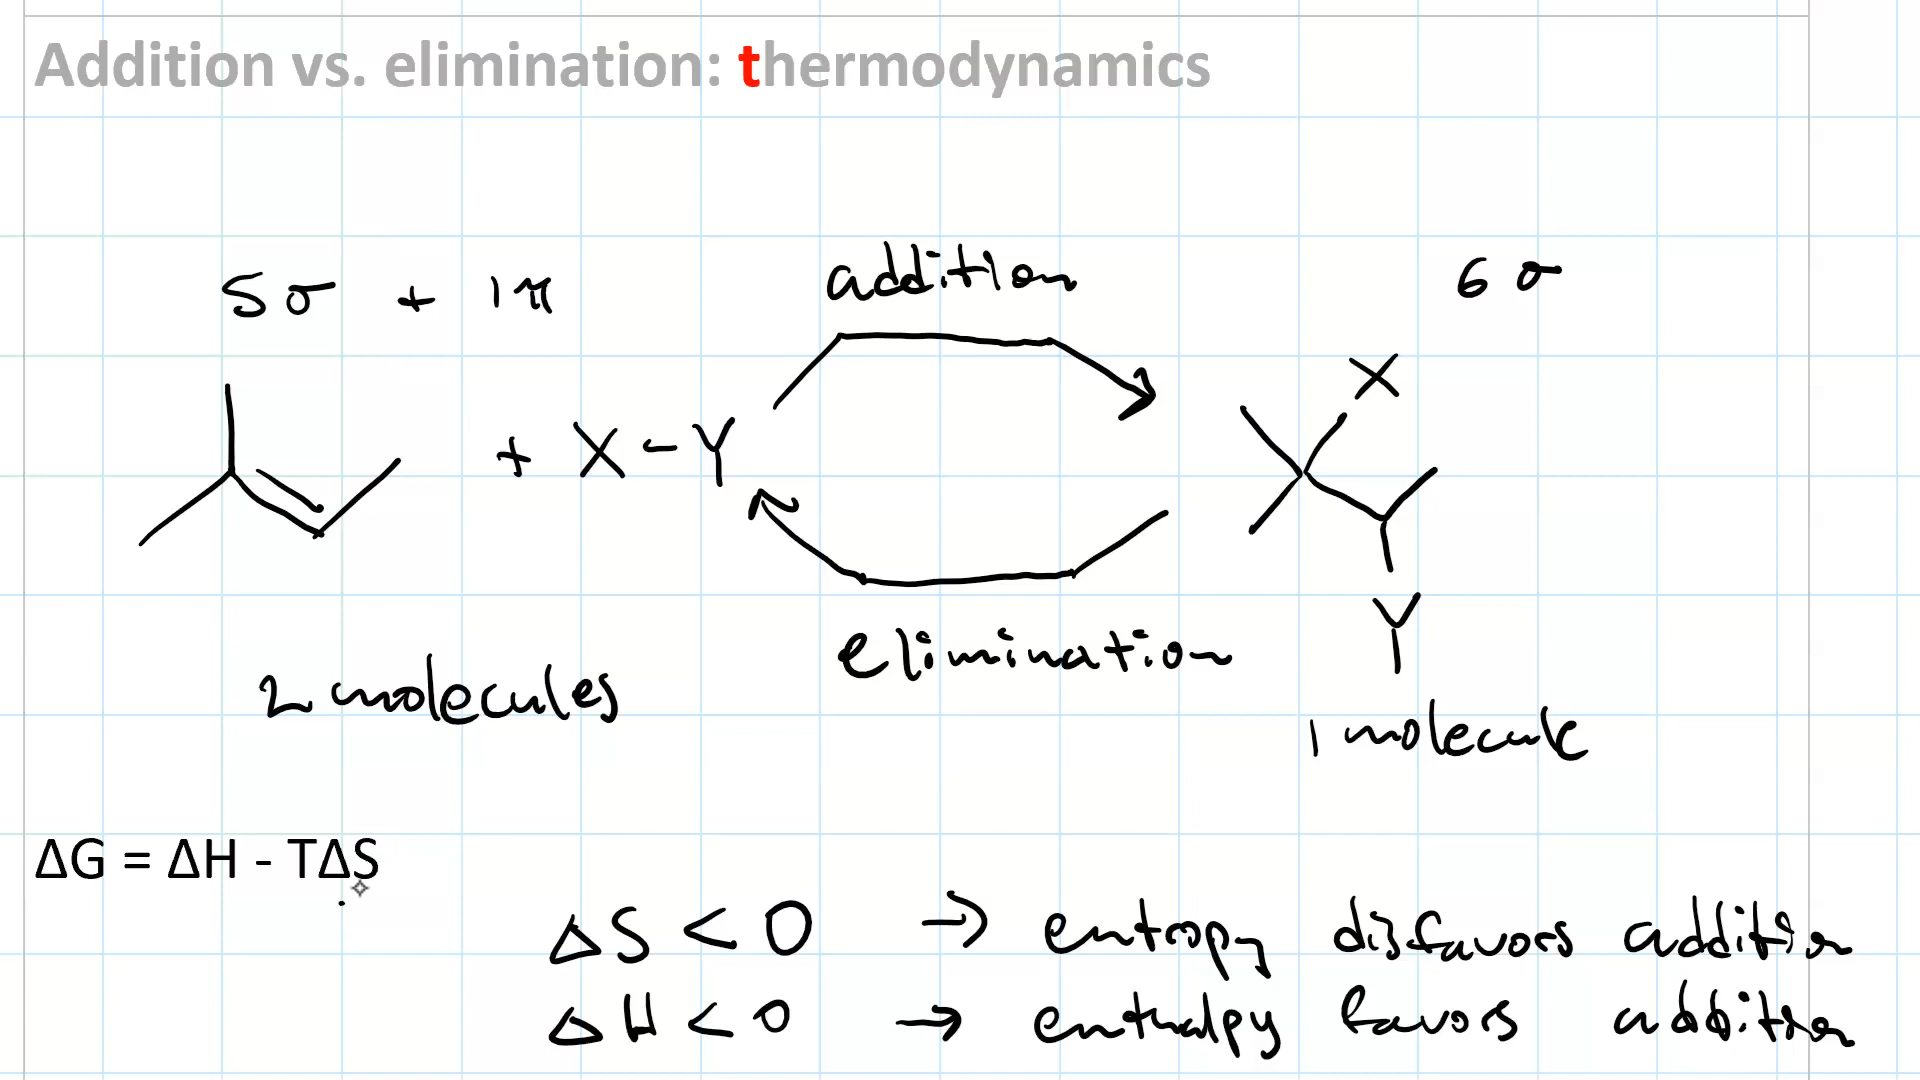 Addition vs. elimination: thermodynamics
5σ + 1π
addition
6σ
X
+ X-Y
Y
elimination
2 molecules
1 molecule
ΔG = ΔH - TΔS
ΔS < 0 → entropy disfavors addition
ΔH < 0 → enthalpy favors addition